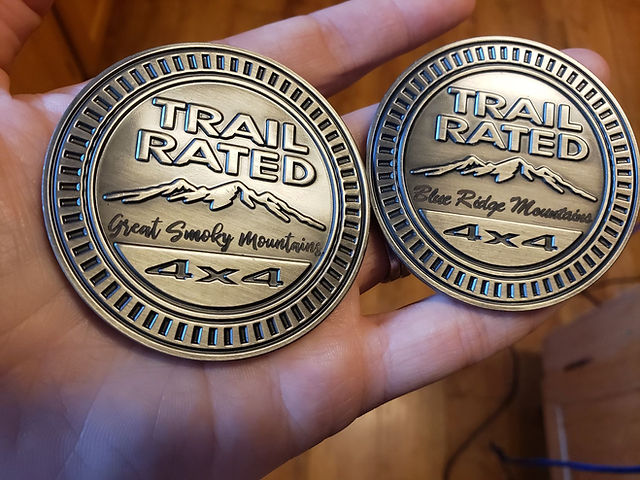 TRAIL
RATED
Great Smoky Mountains
4x4
TRAIL
RATED
Blue Ridge Mountains
4x4